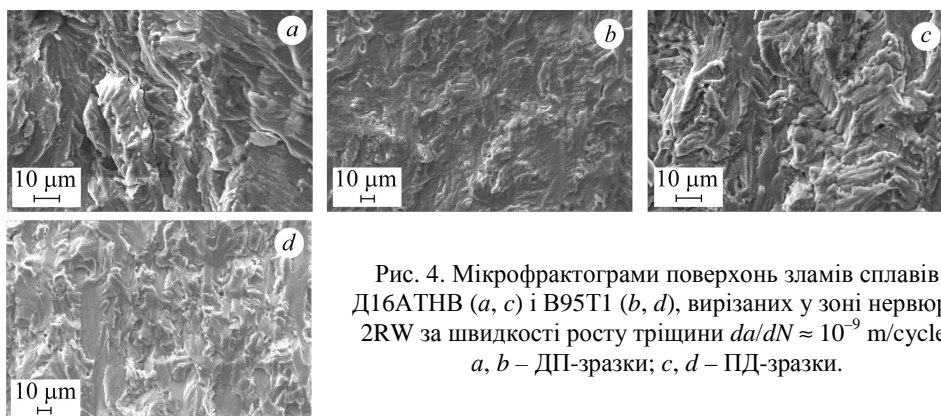 a
b
c
10 µm
10 µm
10 µm
d
10 µm
Рис. 4. Мікрофрактограми поверхонь зламів сплавів
Д16АТНВ (a, c) і В95Т1 (b, d), вирізаних у зоні нервюр
2RW за швидкості росту тріщини da/dN ≈ 10⁻⁹ m/cycle
a, b – ДП-зразки; c, d – ПД-зразки.